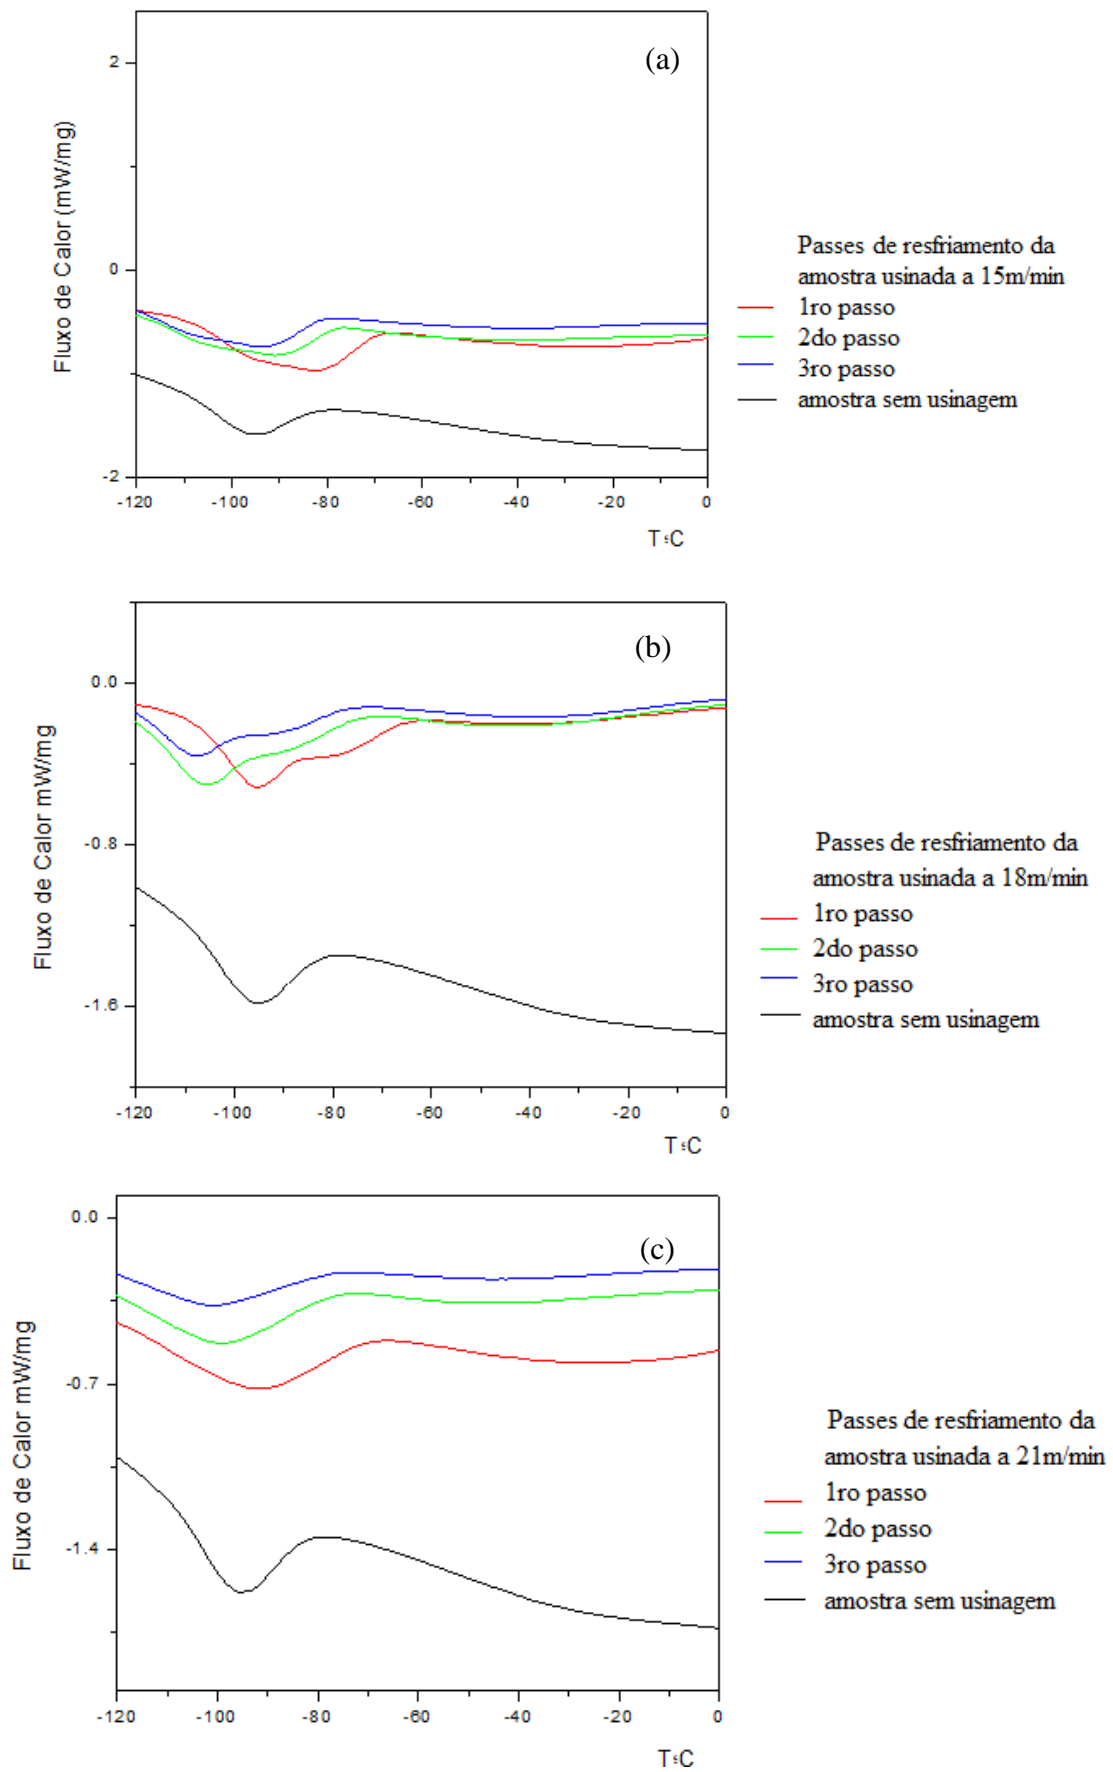 (a)
2
0
-2
Fluxo de Calor (mW/mg)
-120 -100 -80 -60 -40 -20 0
TºC
Passes de resfriamento da
amostra usinada a 15m/min
1ro passo
2do passo
3ro passo
amostra sem usinagem
(b)
0.0
-0.8
-1.6
Fluxo de Calor mW/mg
-120 -100 -80 -60 -40 -20 0
TºC
Passes de resfriamento da
amostra usinada a 18m/min
1ro passo
2do passo
3ro passo
amostra sem usinagem
(c)
0.0
-0.7
-1.4
Fluxo de Calor mW/mg
-120 -100 -80 -60 -40 -20 0
TºC
Passes de resfriamento da
amostra usinada a 21m/min
1ro passo
2do passo
3ro passo
amostra sem usinagem